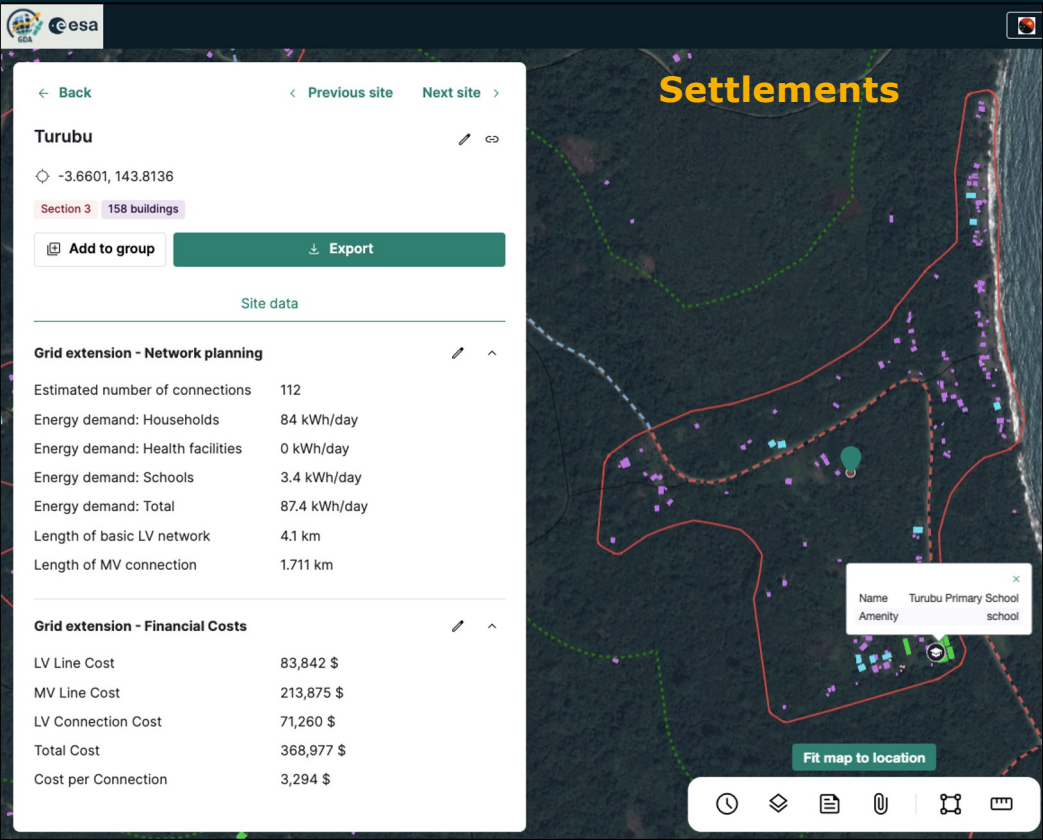 GDA
esa
Settlements
← Back
< Previous site
Next site >
Turubu
-3.6601, 143.8136
Section 3
158 buildings
Add to group
Export
Site data
Grid extension - Network planning
Estimated number of connections 112
Energy demand: Households 84 kWh/day
Energy demand: Health facilities 0 kWh/day
Energy demand: Schools 3.4 kWh/day
Energy demand: Total 87.4 kWh/day
Length of basic LV network 4.1 km
Length of MV connection 1.711 km
Grid extension - Financial Costs
LV Line Cost 83,842 $
MV Line Cost 213,875 $
LV Connection Cost 71,260 $
Total Cost 368,977 $
Cost per Connection 3,294 $
×
Name Turubu Primary School
Amenity school
Fit map to location